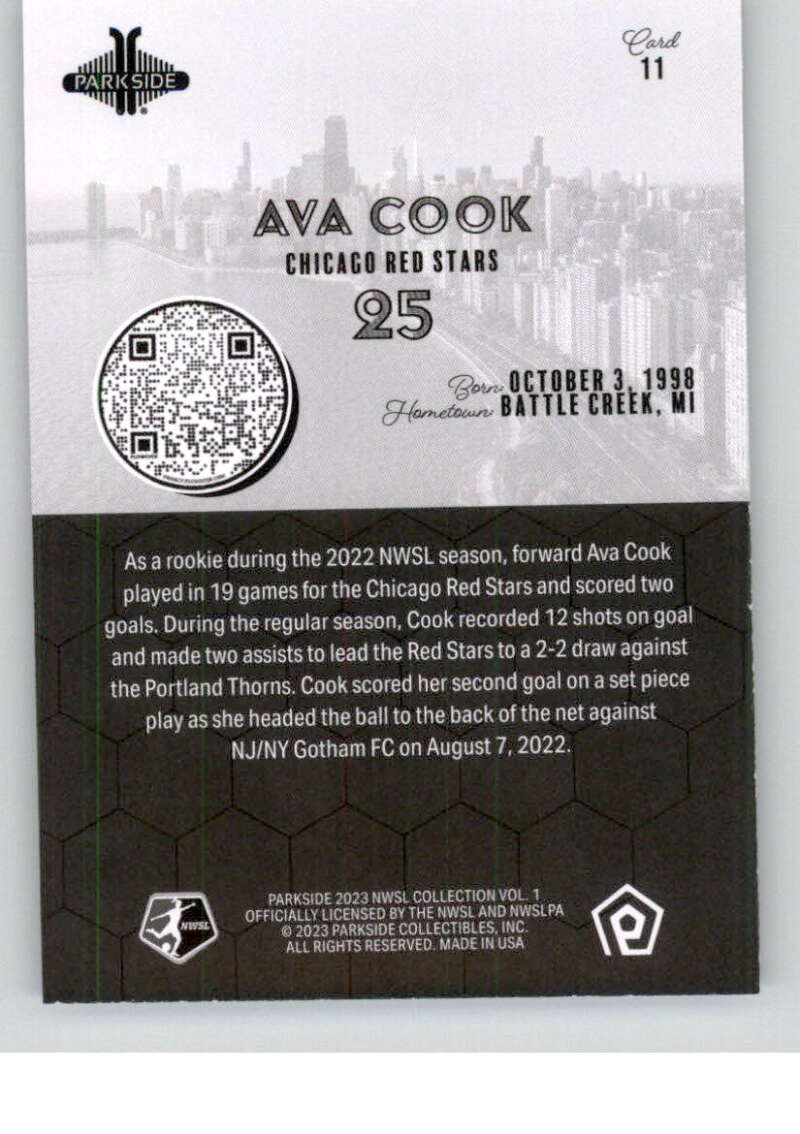 PARKSIDE
Card
11
AVA COOK
CHICAGO RED STARS
25
Born: OCTOBER 3, 1998
Hometown: BATTLE CREEK, MI
As a rookie during the 2022 NWSL season, forward Ava Cook
played in 19 games for the Chicago Red Stars and scored two
goals. During the regular season, Cook recorded 12 shots on goal
and made two assists to lead the Red Stars to a 2-2 draw against
the Portland Thorns. Cook scored her second goal on a set piece
play as she headed the ball to the back of the net against
NJ/NY Gotham FC on August 7, 2022.
NWSL
PARKSIDE 2023 NWSL COLLECTION VOL. 1
OFFICIALLY LICENSED BY THE NWSL AND NWSLPA
© 2023 PARKSIDE COLLECTIBLES, INC.
ALL RIGHTS RESERVED. MADE IN USA